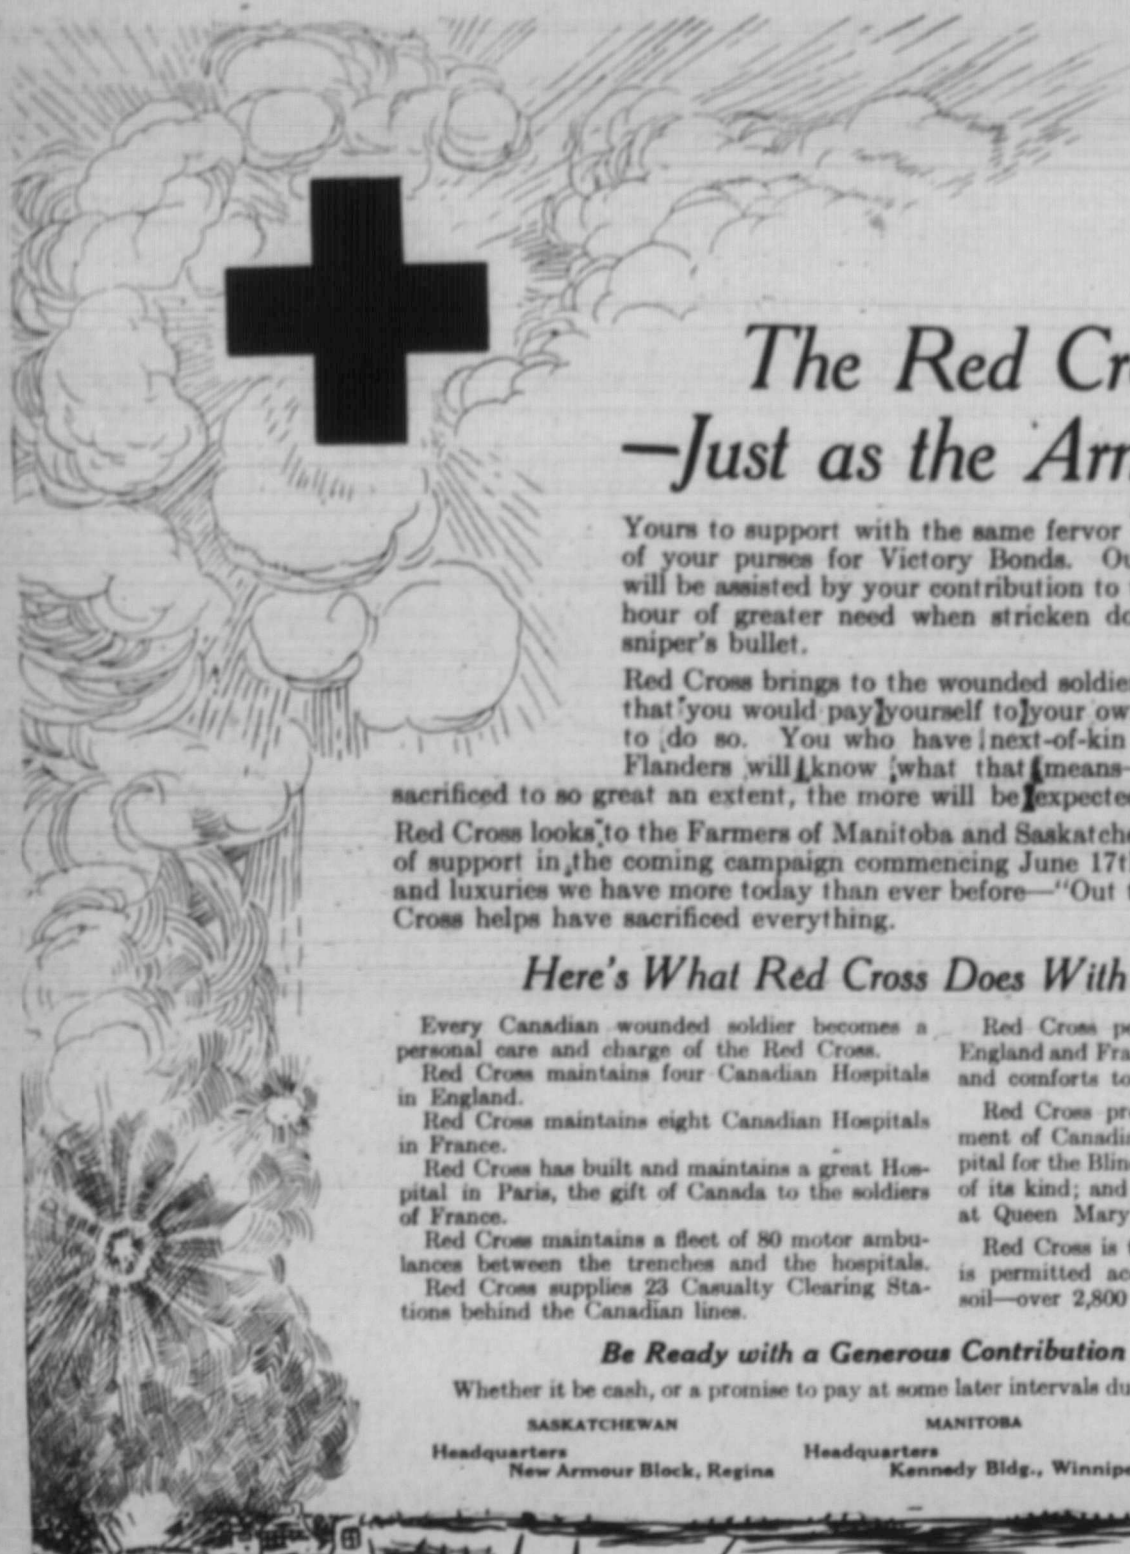 The Red Cr
—Just as the Arm
Yours to support with the same fervor
of your purses for Victory Bonds. Ou
will be assisted by your contribution to
hour of greater need when stricken do
sniper's bullet.
Red Cross brings to the wounded soldie
that you would pay yourself to your ow
to do so. You who have next-of-kin
Flanders will know what that means—
sacrificed to so great an extent, the more will be expected
Red Cross looks to the Farmers of Manitoba and Saskatche
of support in the coming campaign commencing June 17th
and luxuries we have more today than ever before—"Out t
Cross helps have sacrificed everything.
Here's What Red Cross Does With
Every Canadian wounded soldier becomes a
personal care and charge of the Red Cross.
Red Cross maintains four Canadian Hospitals
in England.
Red Cross maintains eight Canadian Hospitals
in France.
Red Cross has built and maintains a great Hos-
pital in Paris, the gift of Canada to the soldiers
of France.
Red Cross maintains a fleet of 80 motor ambu-
lances between the trenches and the hospitals.
Red Cross supplies 23 Casualty Clearing Sta-
tions behind the Canadian lines.
Red Cross pe
England and Fra
and comforts to
Red Cross pro
ment of Canadia
pital for the Blin
of its kind; and
at Queen Mary
Red Cross is t
is permitted acc
soil—over 2,800
Be Ready with a Generous Contribution
Whether it be cash, or a promise to pay at some later intervals du
SASKATCHEWAN
Headquarters
New Armour Block, Regina
MANITOBA
Headquarters
Kennedy Bldg., Winnipe